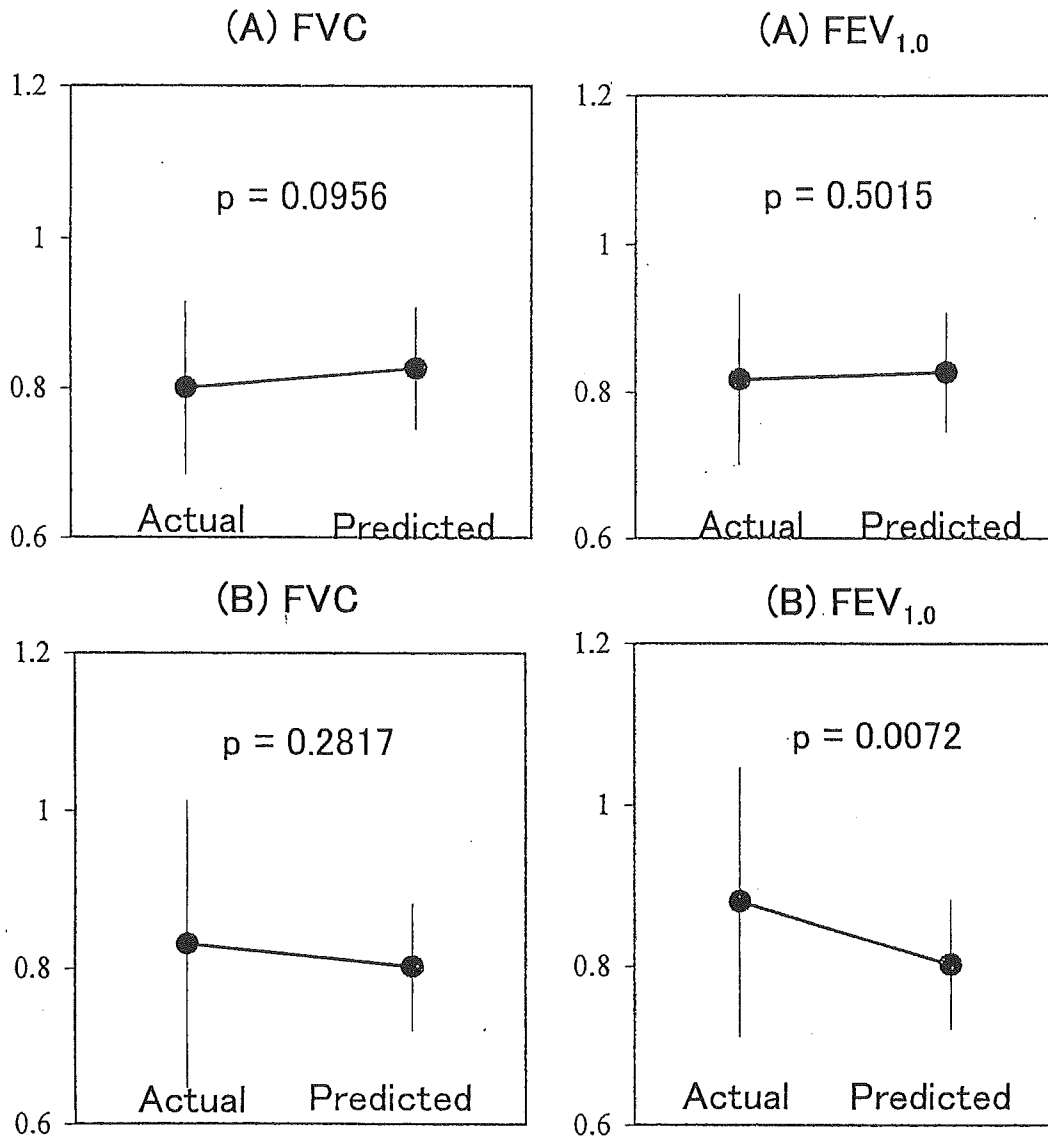 (A) FVC
1.2
p = 0.0956
1
0.8
Actual Predicted
0.6
(A) FEV1.0
1.2
p = 0.5015
1
0.8
Actual Predicted
0.6
(B) FVC
1.2
p = 0.2817
1
0.8
Actual Predicted
0.6
(B) FEV1.0
1.2
p = 0.0072
1
0.8
Actual Predicted
0.6